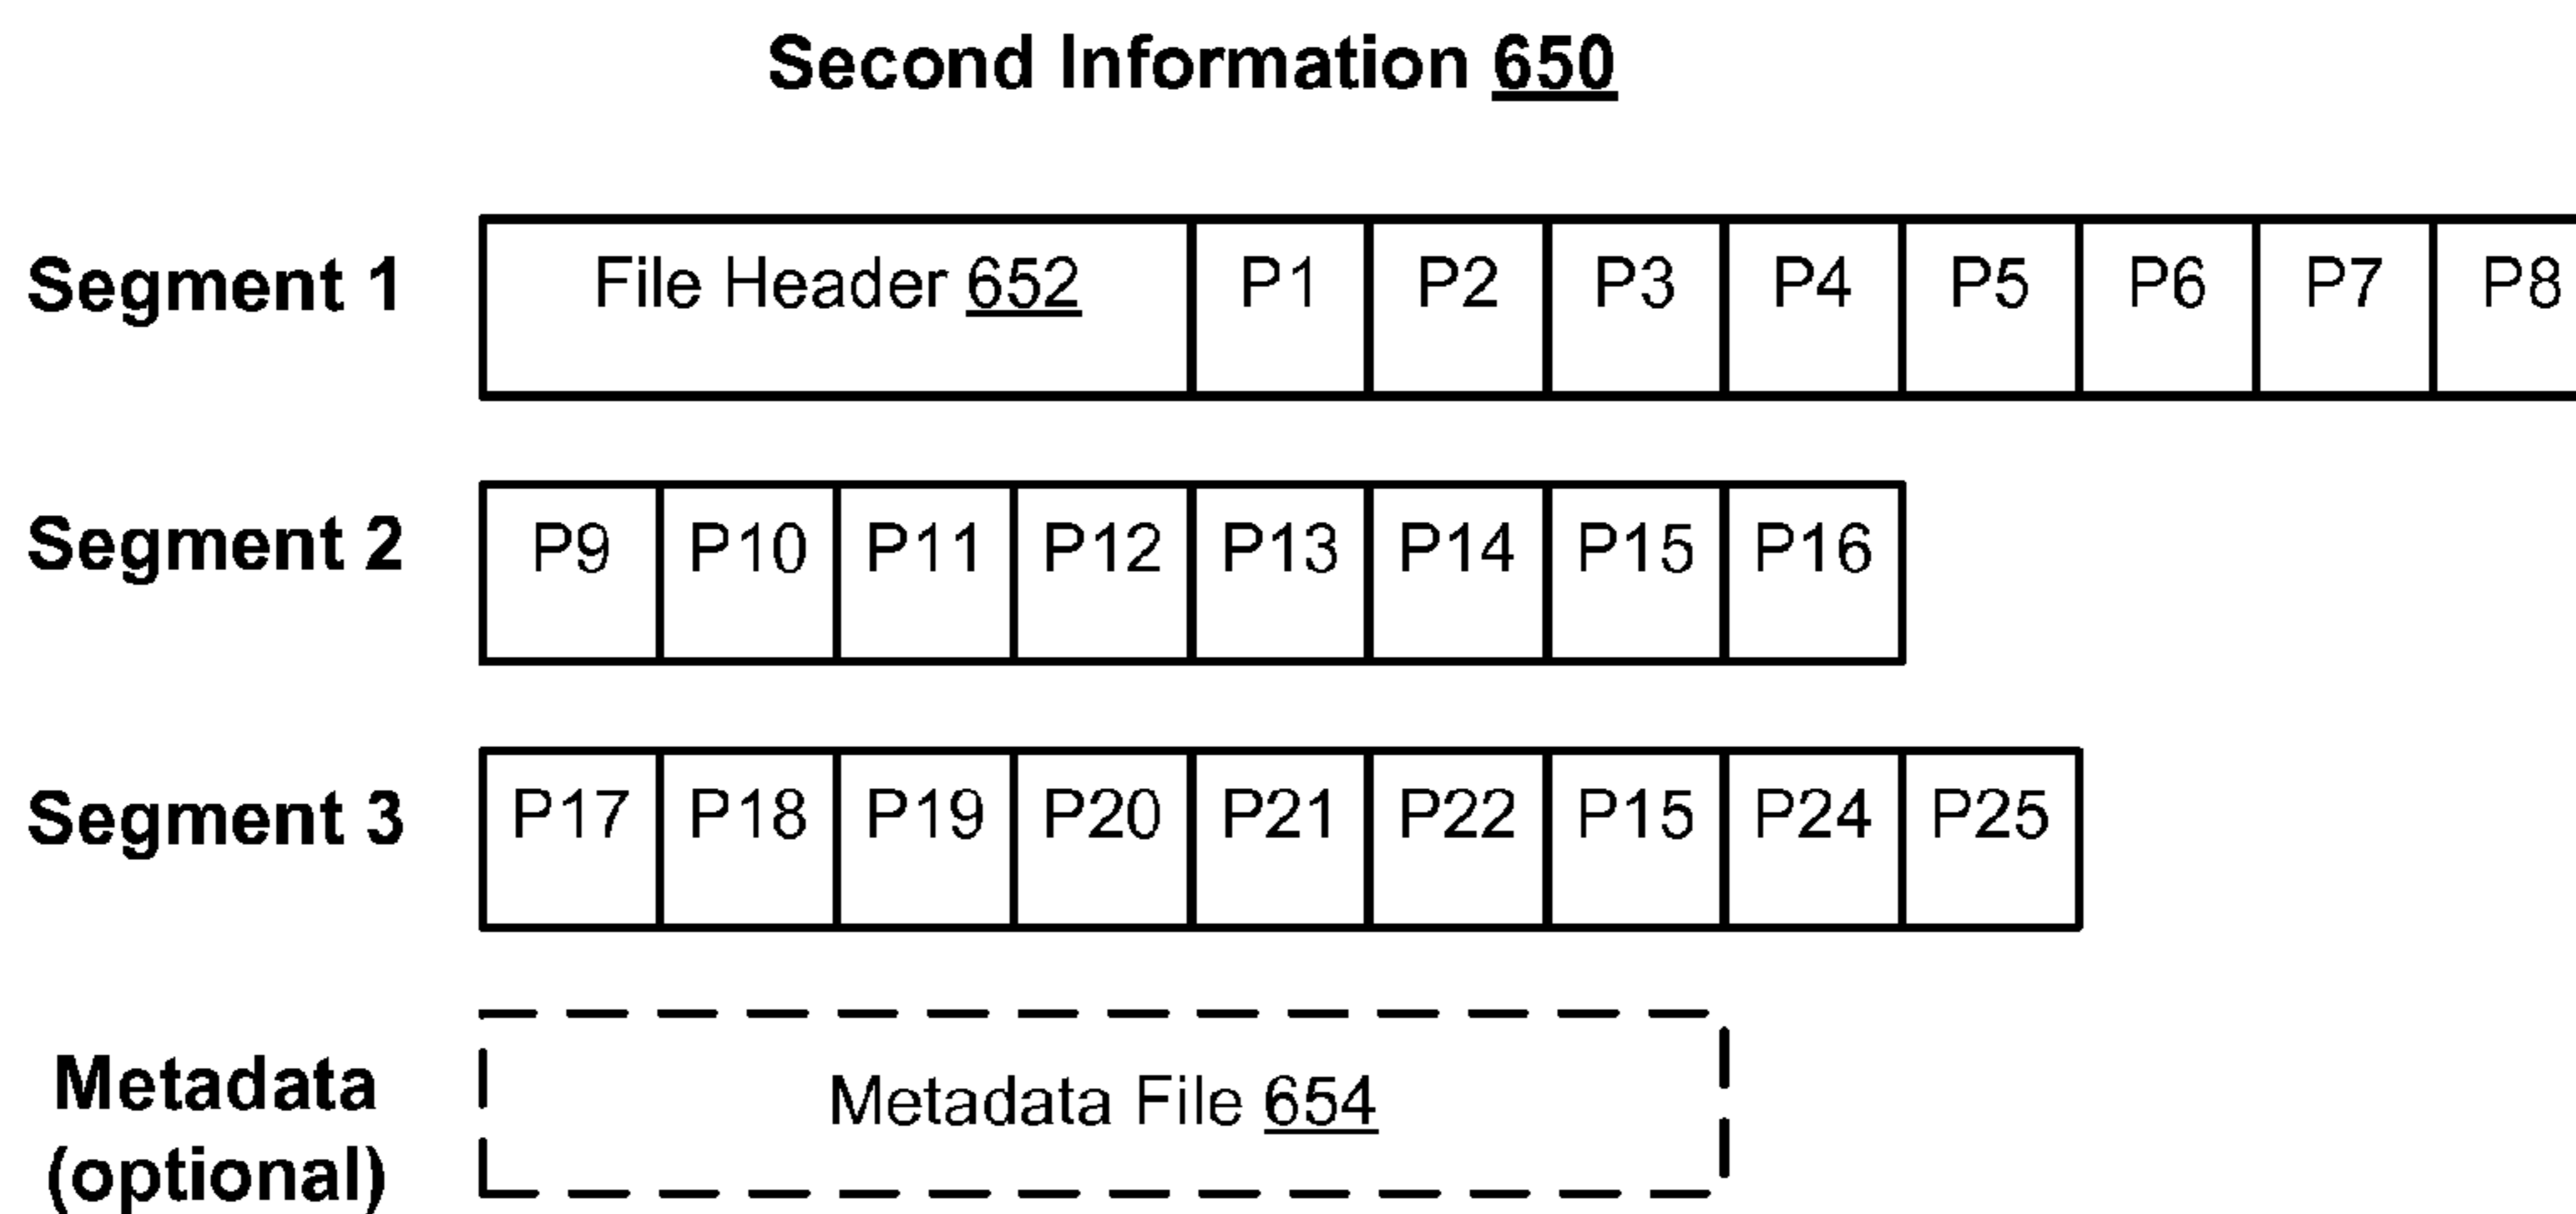 Second Information 650
Segment 1 File Header 652 P1 P2 P3 P4 P5 P6 P7 P8
Segment 2 P9 P10 P11 P12 P13 P14 P15 P16
Segment 3 P17 P18 P19 P20 P21 P22 P15 P24 P25
Metadata
(optional)
Metadata File 654